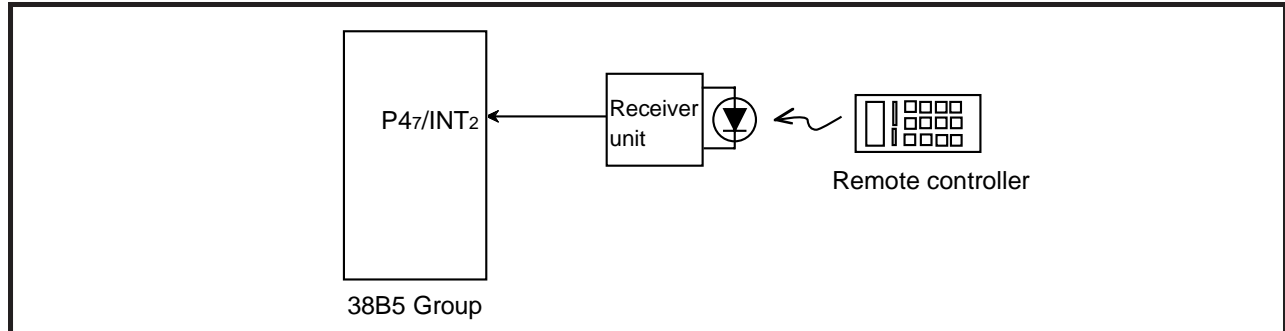 P47/INT2
Receiver
unit
Remote controller
38B5 Group